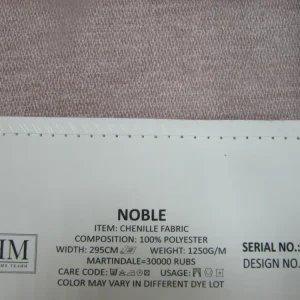 NOBLE
ITEM: CHENILLE FABRIC
COMPOSITION: 100% POLYESTER
WIDTH: 295CM WEIGHT: 1250G/M
MARTINDALE=30000 RUBS
CARE CODE: USAGE:
COLOR MAY VARY IN DIFFERENT DYE LOT
IM
SERIAL NO.:
DESIGN NO.